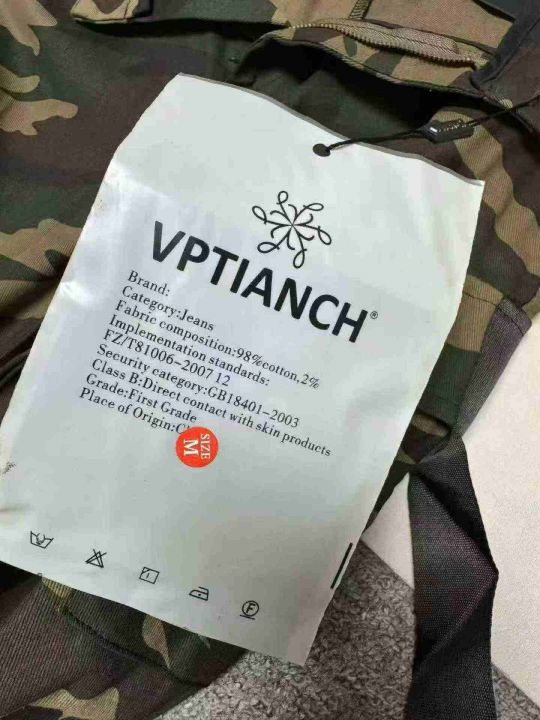 VPTIANCH®
Brand:
Category:Jeans
Fabric composition:98%cotton,2%
Implementation standards:
FZ/T81006-2007 12
Security category:GB18401-2003
Class B:Direct contact with skin products
Grade:First Grade
Place of Origin:
SIZE
M
F